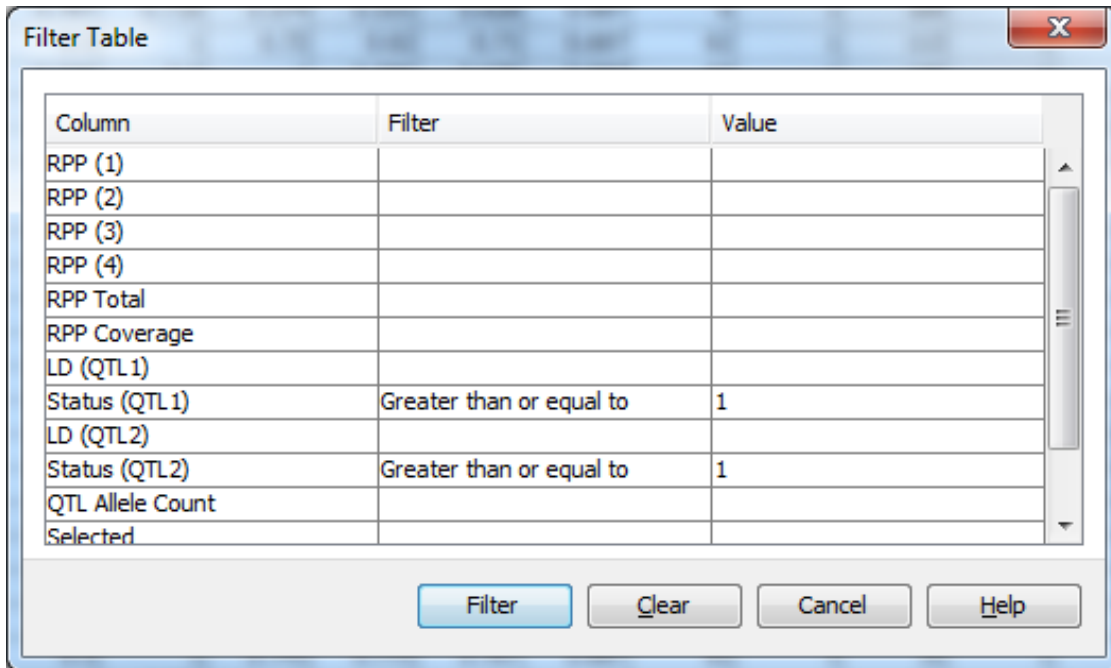 Filter Table
Column Filter Value
RPP (1)
RPP (2)
RPP (3)
RPP (4)
RPP Total
RPP Coverage
LD (QTL1)
Status (QTL1) Greater than or equal to 1
LD (QTL2)
Status (QTL2) Greater than or equal to 1
QTL Allele Count
Selected
Filter Clear Cancel Help